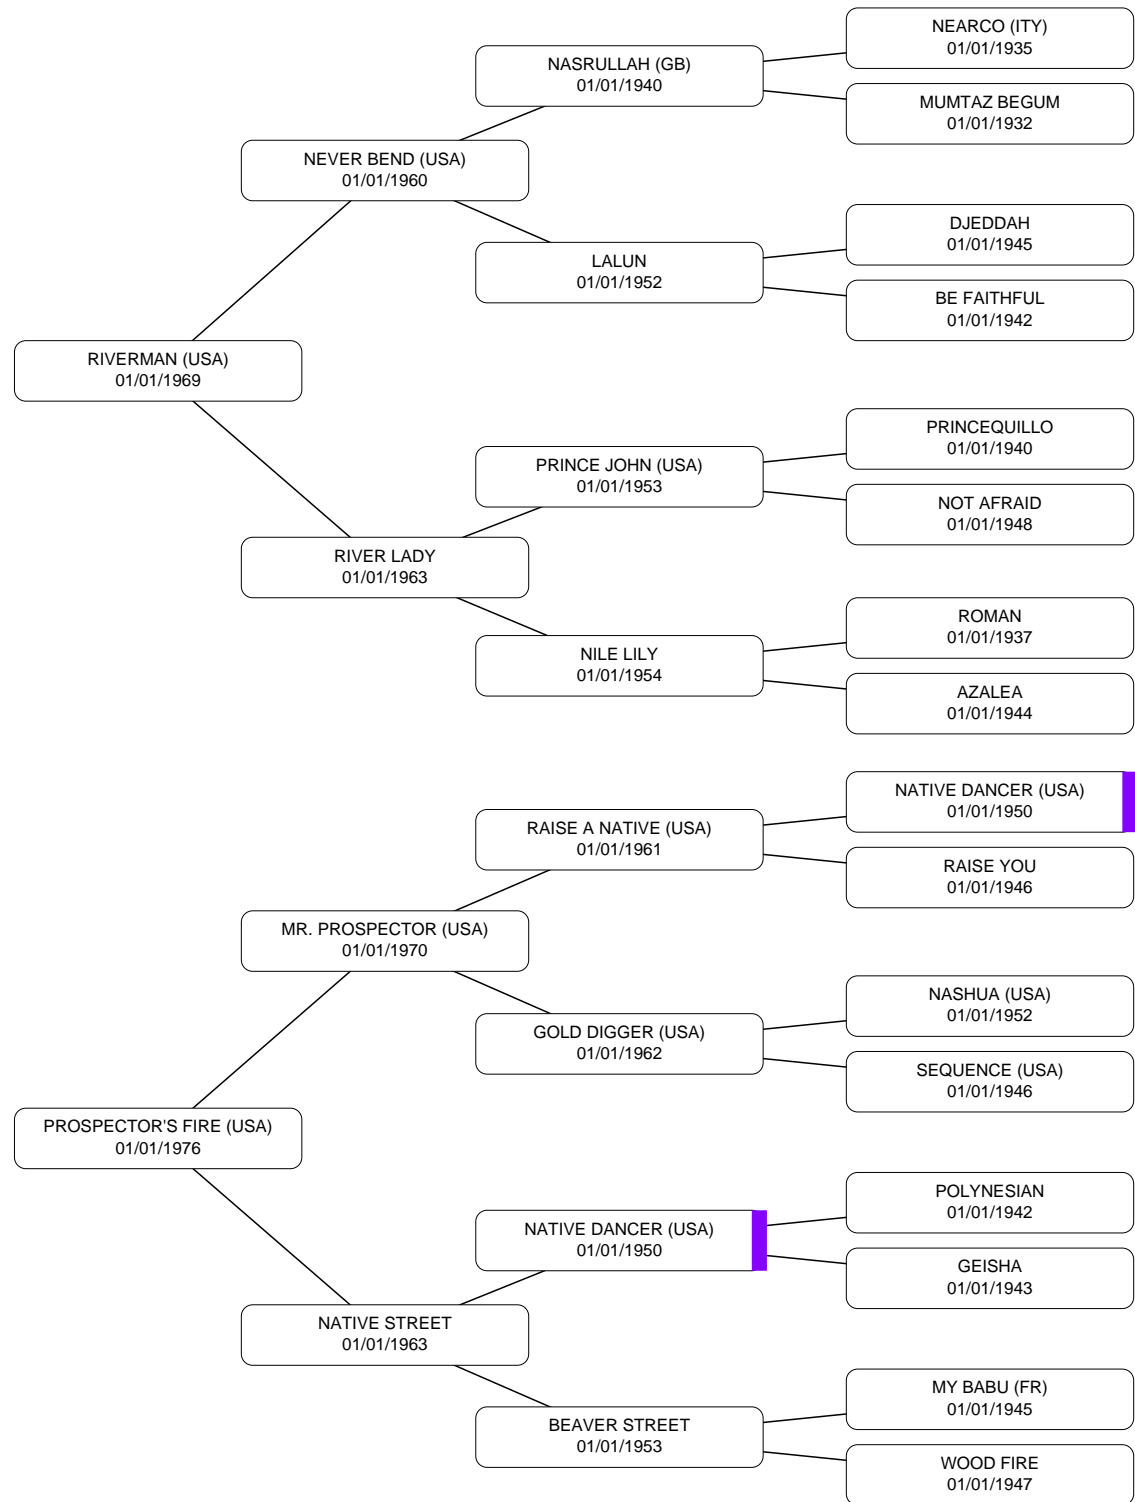 NEARCO (ITY)
01/01/1935
NASRULLAH (GB)
01/01/1940
MUMTAZ BEGUM
01/01/1932
NEVER BEND (USA)
01/01/1960
DJEDDAH
01/01/1945
LALUN
01/01/1952
BE FAITHFUL
01/01/1942
RIVERMAN (USA)
01/01/1969
PRINCEQUILLO
01/01/1940
PRINCE JOHN (USA)
01/01/1953
NOT AFRAID
01/01/1948
RIVER LADY
01/01/1963
ROMAN
01/01/1937
NILE LILY
01/01/1954
AZALEA
01/01/1944
NATIVE DANCER (USA)
01/01/1950
RAISE A NATIVE (USA)
01/01/1961
RAISE YOU
01/01/1946
MR. PROSPECTOR (USA)
01/01/1970
NASHUA (USA)
01/01/1952
GOLD DIGGER (USA)
01/01/1962
SEQUENCE (USA)
01/01/1946
PROSPECTOR'S FIRE (USA)
01/01/1976
POLYNESIAN
01/01/1942
NATIVE DANCER (USA)
01/01/1950
GEISHA
01/01/1943
NATIVE STREET
01/01/1963
MY BABU (FR)
01/01/1945
BEAVER STREET
01/01/1953
WOOD FIRE
01/01/1947